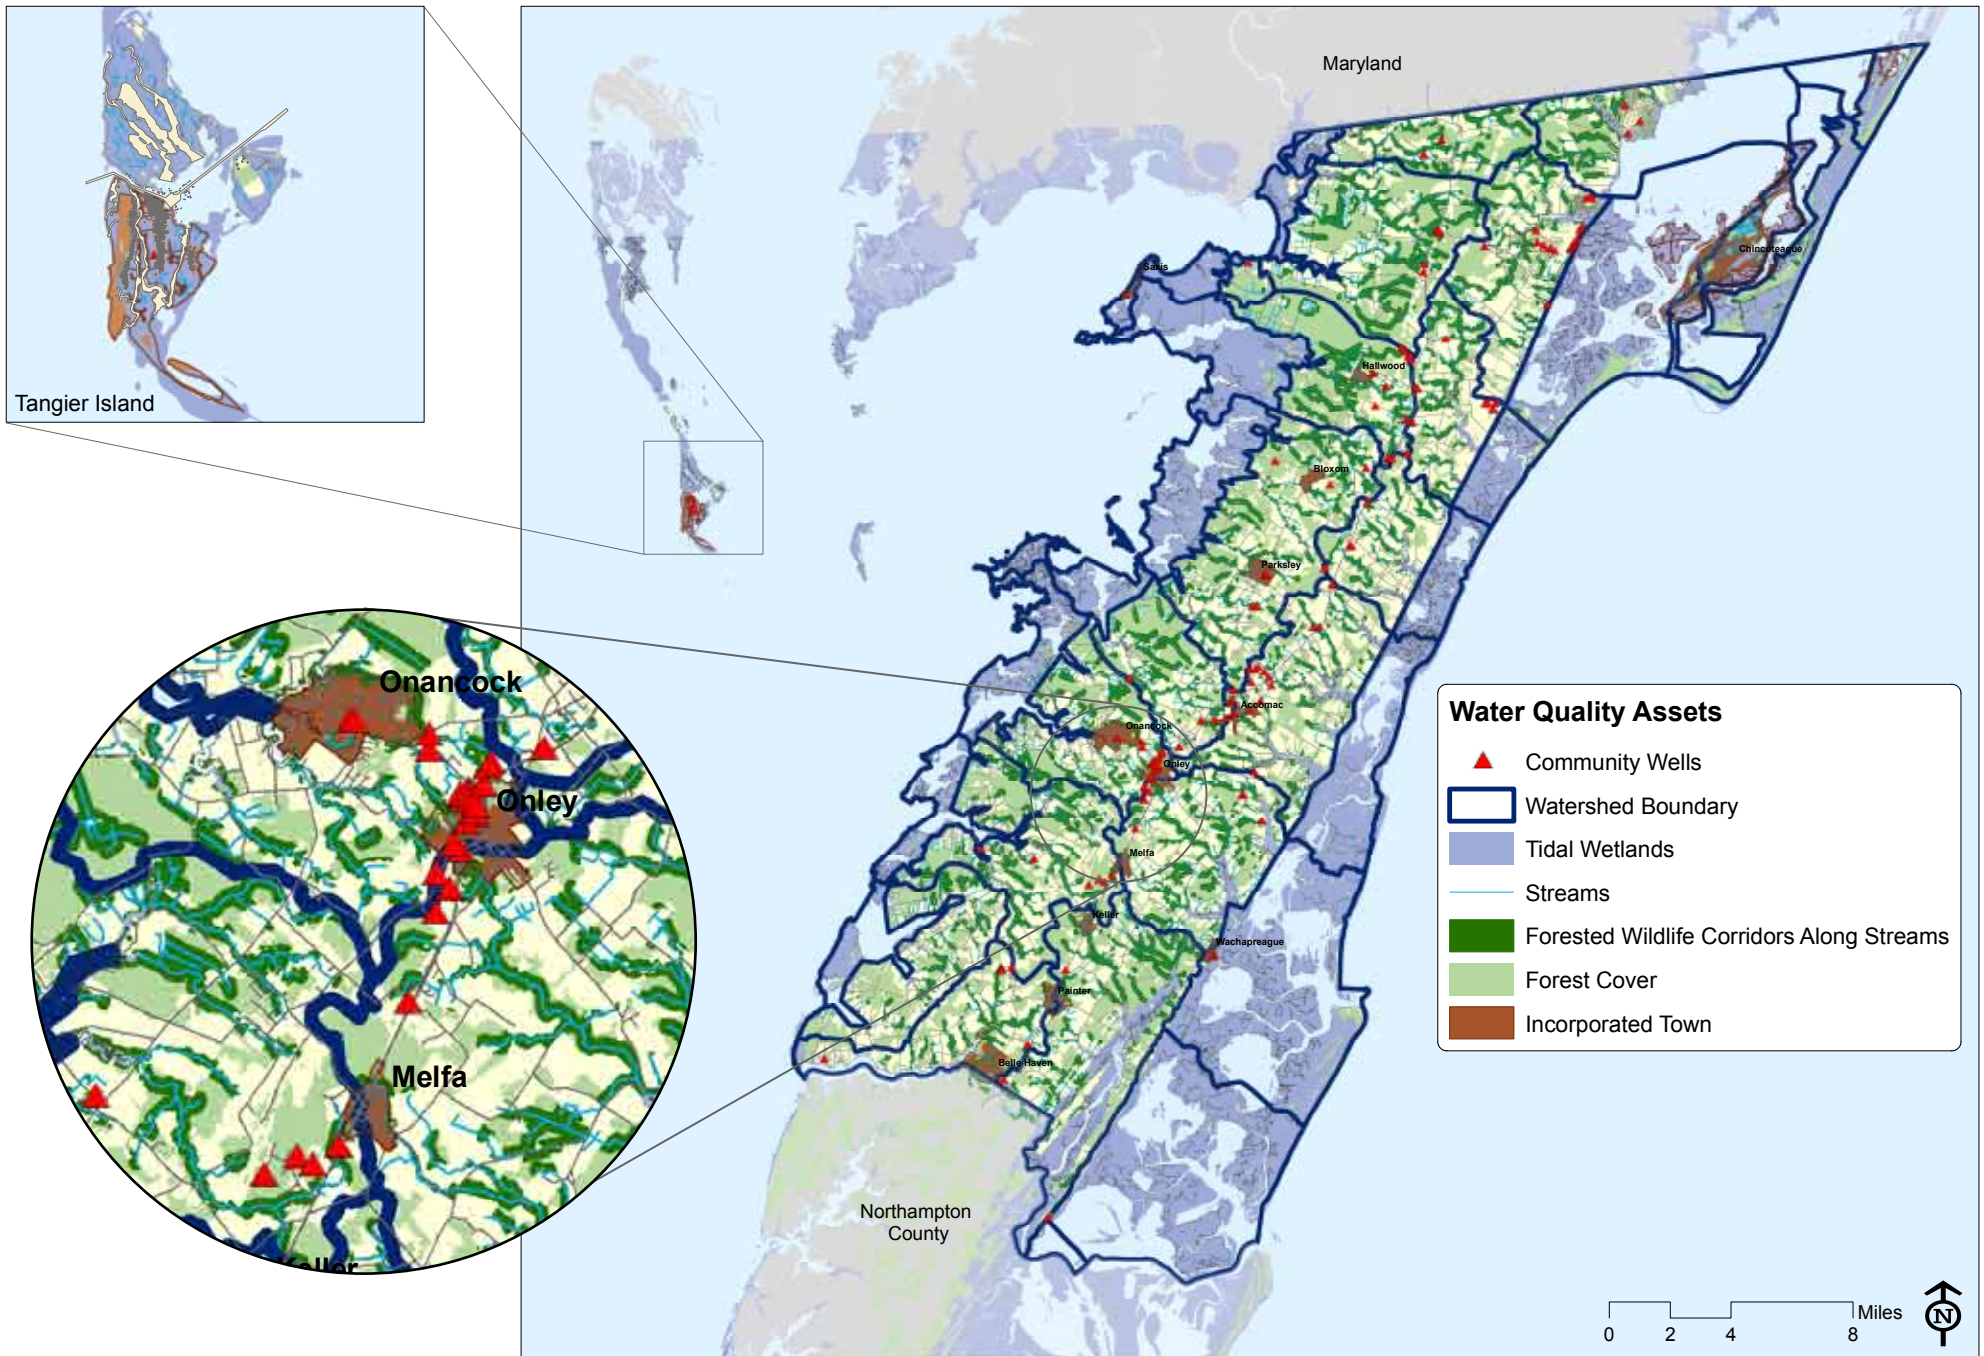 Tangier Island
Maryland
Chincoteague
Saxis
Hallwood
Bloxom
Parksley
Accomac
Onancock
Onley
Melfa
Keller
Wachapreague
Painter
Belle Haven
Northampton
County
Onancock
Onley
Melfa
Keller
Water Quality Assets
Community Wells
Watershed Boundary
Tidal Wetlands
Streams
Forested Wildlife Corridors Along Streams
Forest Cover
Incorporated Town
Miles
0 2 4 8
N